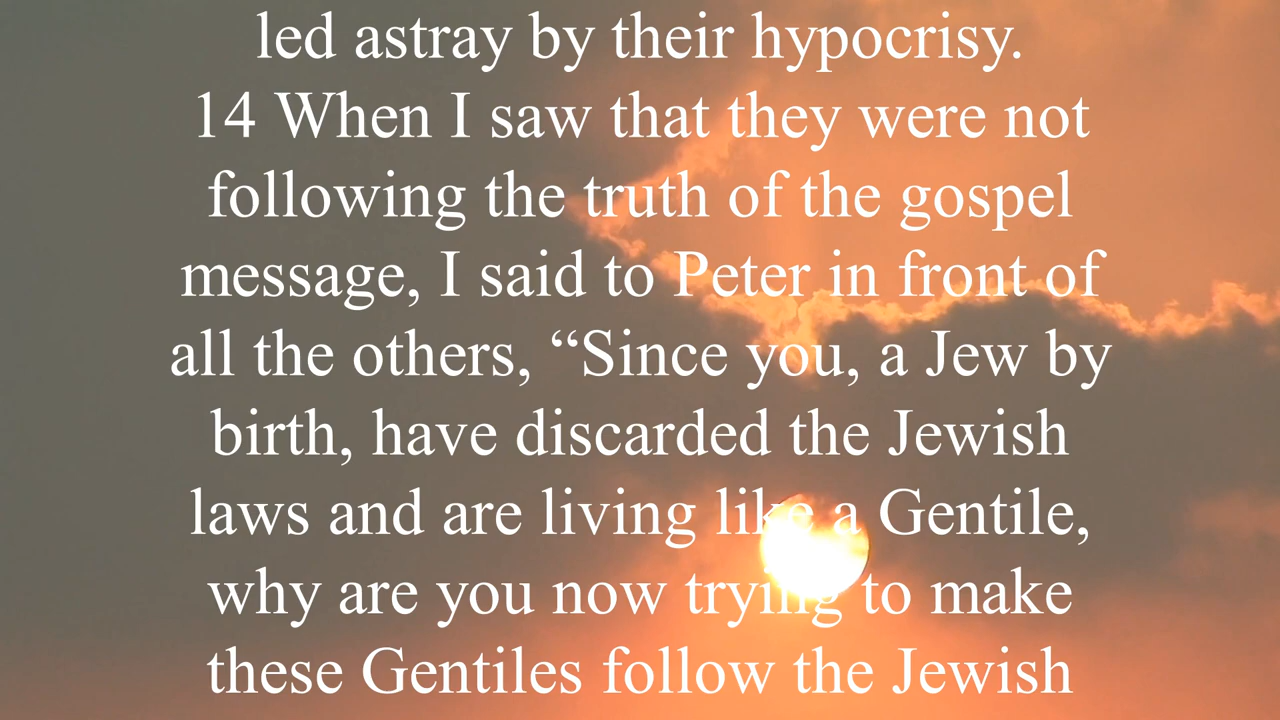 led astray by their hypocrisy.
14 When I saw that they were not
following the truth of the gospel
message, I said to Peter in front of
all the others, “Since you, a Jew by
birth, have discarded the Jewish
laws and are living like a Gentile,
why are you now trying to make
these Gentiles follow the Jewish